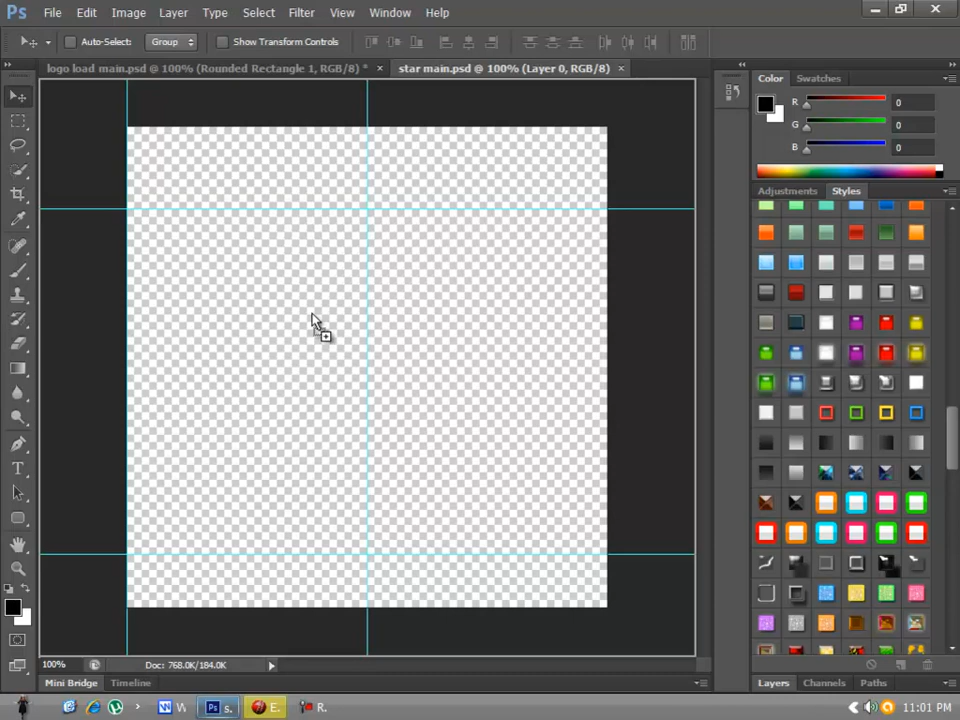 Ps File Edit Image Layer Type Select Filter View Window Help
Auto-Select: Group Show Transform Controls
logo load main.psd @ 100% (Rounded Rectangle 1, RGB/8) * × star main.psd @ 100% (Layer 0, RGB/8) ×
Color Swatches
R 0
G 0
B 0
Adjustments Styles
T
100% Doc: 768.0K/184.0K
Mini Bridge Timeline
Layers Channels Paths
W W Ps s. E. R. 11:01 PM